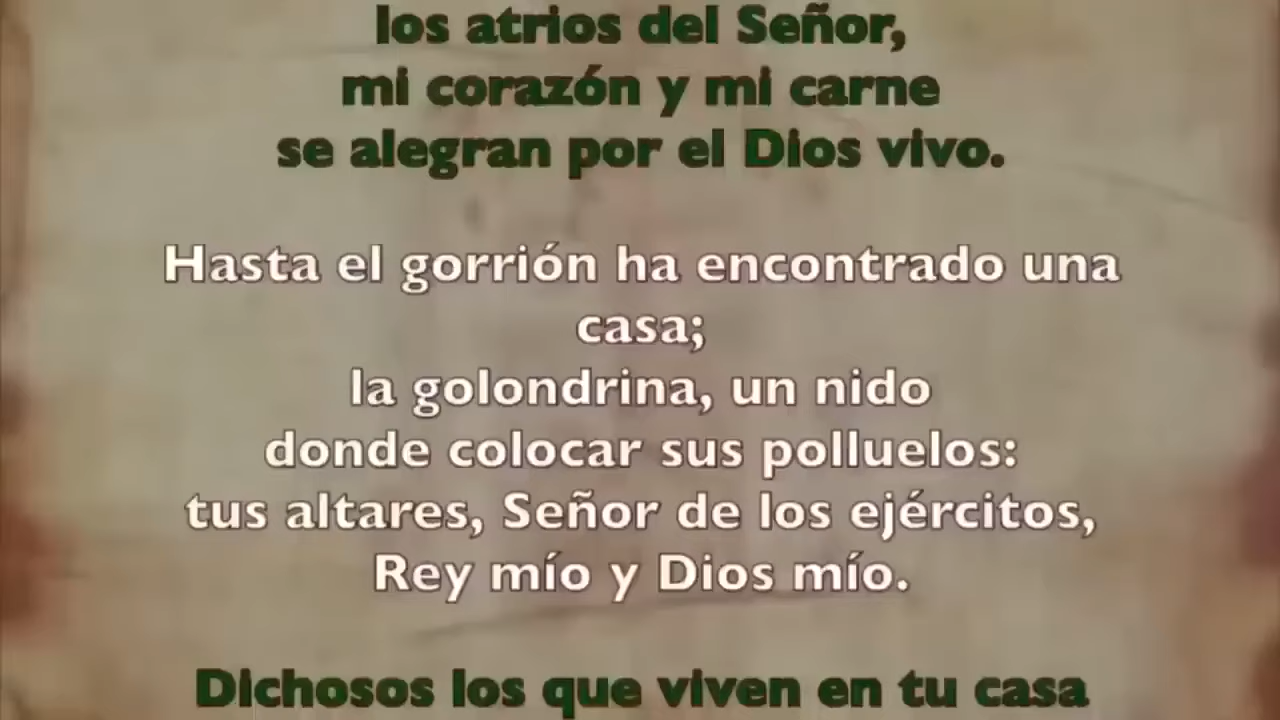 los atrios del Señor,
mi corazón y mi carne
se alegran por el Dios vivo.
Hasta el gorrión ha encontrado una
casa;
la golondrina, un nido
donde colocar sus polluelos:
tus altares, Señor de los ejércitos,
Rey mío y Dios mío.
Dichosos los que viven en tu casa